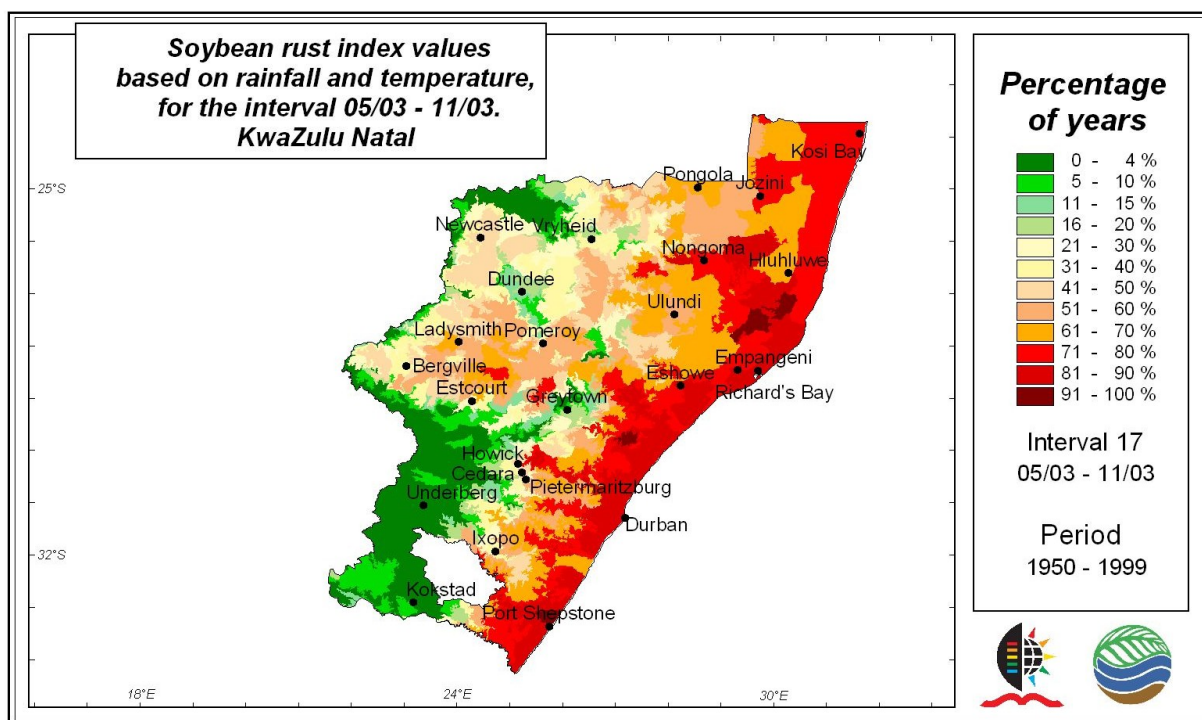 Soybean rust index values
based on rainfall and temperature,
for the interval 05/03 - 11/03.
KwaZulu Natal
Percentage
of years
0 - 4 %
5 - 10 %
11 - 15 %
16 - 20 %
21 - 30 %
31 - 40 %
41 - 50 %
51 - 60 %
61 - 70 %
71 - 80 %
81 - 90 %
91 - 100 %
Interval 17
05/03 - 11/03
Period
1950 - 1999
Kosi Bay
Pongola
Jozini
Newcastle
Vryheid
Nongoma
Hluhluwe
Dundee
Ulundi
Ladysmith
Pomeroy
Bergville
Empangeni
Eshowe
Estcourt
Richard's Bay
Greytown
Howick
Cedara
Pietermaritzburg
Underberg
Durban
Ixopo
Kokstad
Port Shepstone
25°S
32°S
18°E
24°E
30°E